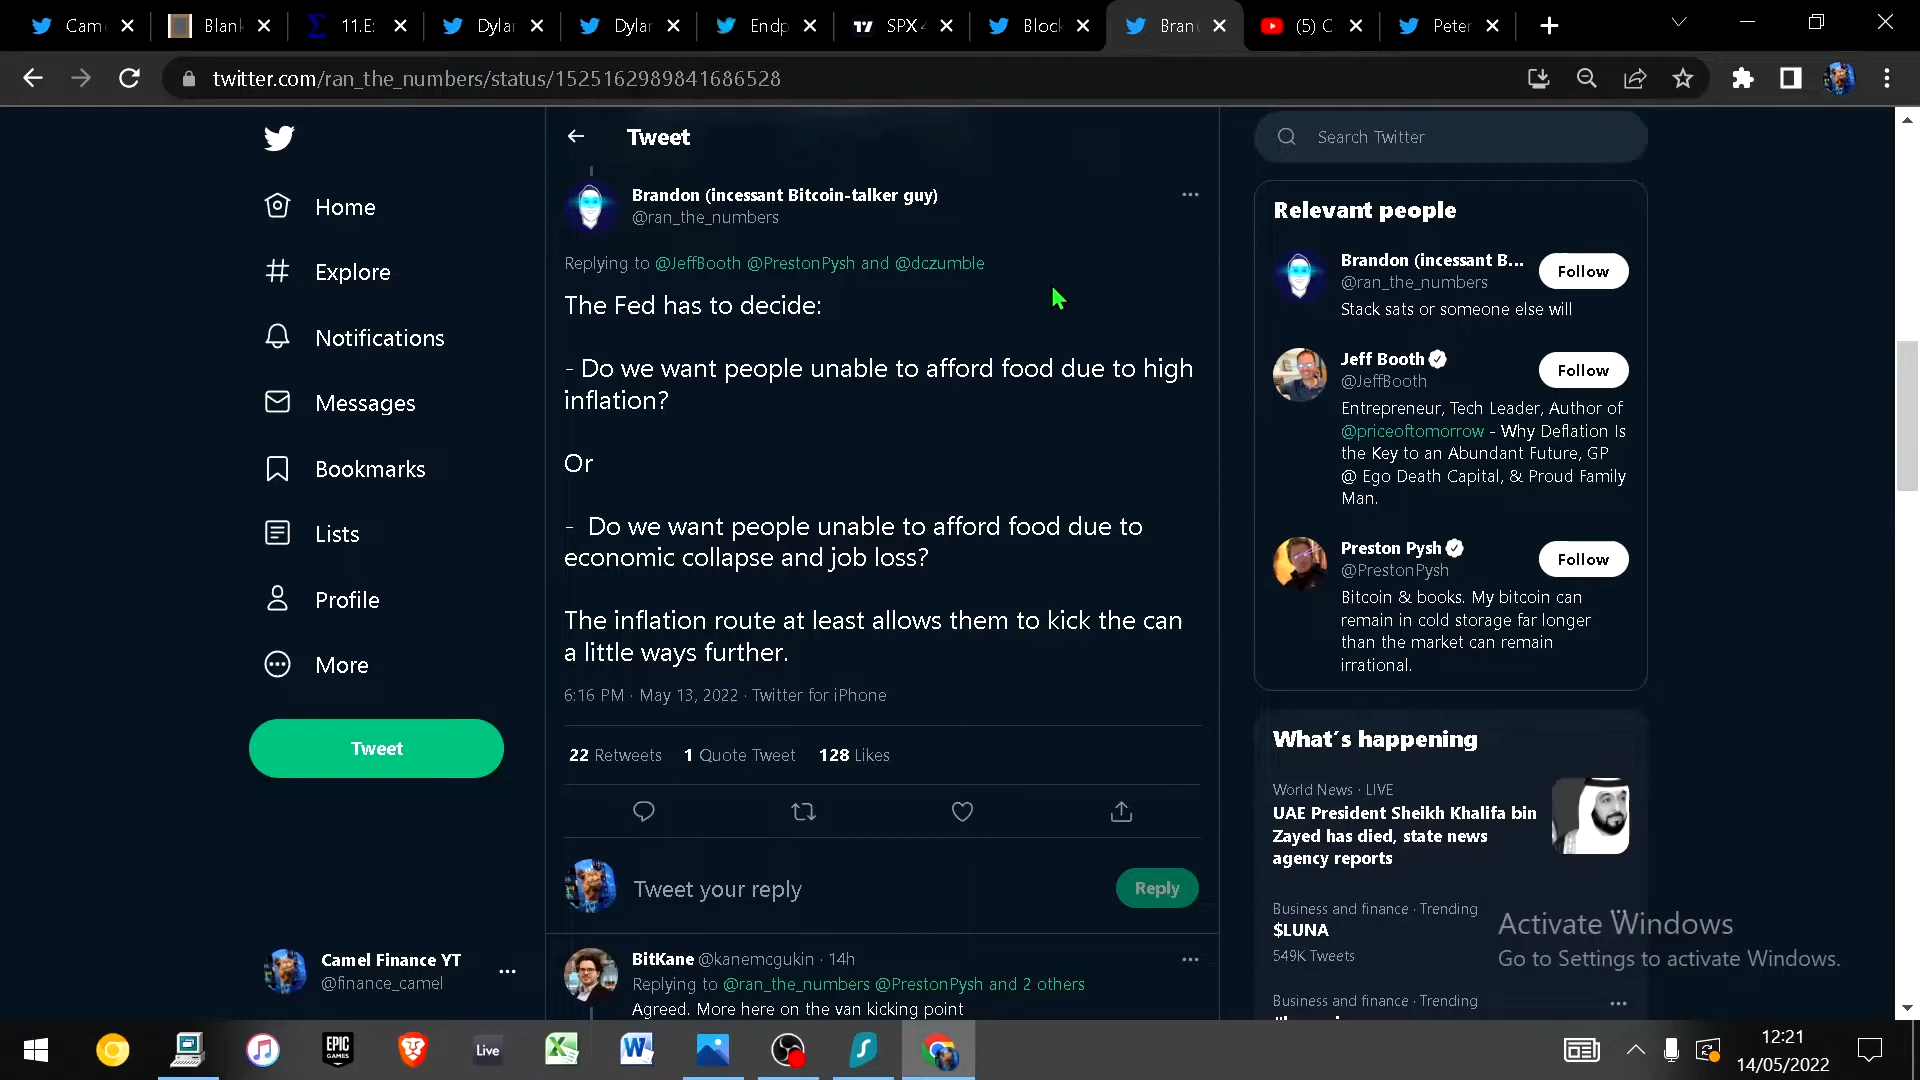 Cam
Blank
11.E:
Dylar
Dylar
Endp
SPX 4
Block
Bran
(5) C
Peter
twitter.com/ran_the_numbers/status/1525162989841686528
Home
Explore
Notifications
Messages
Bookmarks
Lists
Profile
More
Tweet
Camel Finance YT
@finance_camel
Tweet
Brandon (incessant Bitcoin-talker guy)
@ran_the_numbers
Replying to @JeffBooth @PrestonPysh and @dczumble
The Fed has to decide:
- Do we want people unable to afford food due to high
inflation?
Or
- Do we want people unable to afford food due to
economic collapse and job loss?
The inflation route at least allows them to kick the can
a little ways further.
6:16 PM · May 13, 2022 · Twitter for iPhone
22 Retweets 1 Quote Tweet 128 Likes
Tweet your reply
Reply
BitKane @kanemcgukin · 14h
Replying to @ran_the_numbers @PrestonPysh and 2 others
Agreed. More here on the van kicking point
Search Twitter
Relevant people
Brandon (incessant B...
@ran_the_numbers
Follow
Stack sats or someone else will
Jeff Booth
@JeffBooth
Follow
Entrepreneur, Tech Leader, Author of
@priceoftomorrow - Why Deflation Is
the Key to an Abundant Future, GP
@ Ego Death Capital, & Proud Family
Man.
Preston Pysh
@PrestonPysh
Follow
Bitcoin & books. My bitcoin can
remain in cold storage far longer
than the market can remain
irrational.
What's happening
World News · LIVE
UAE President Sheikh Khalifa bin
Zayed has died, state news
agency reports
Business and finance · Trending
$LUNA
549K Tweets
Business and finance · Trending
Activate Windows
Go to Settings to activate Windows.
EPIC
GAMES
Live
12:21
14/05/2022